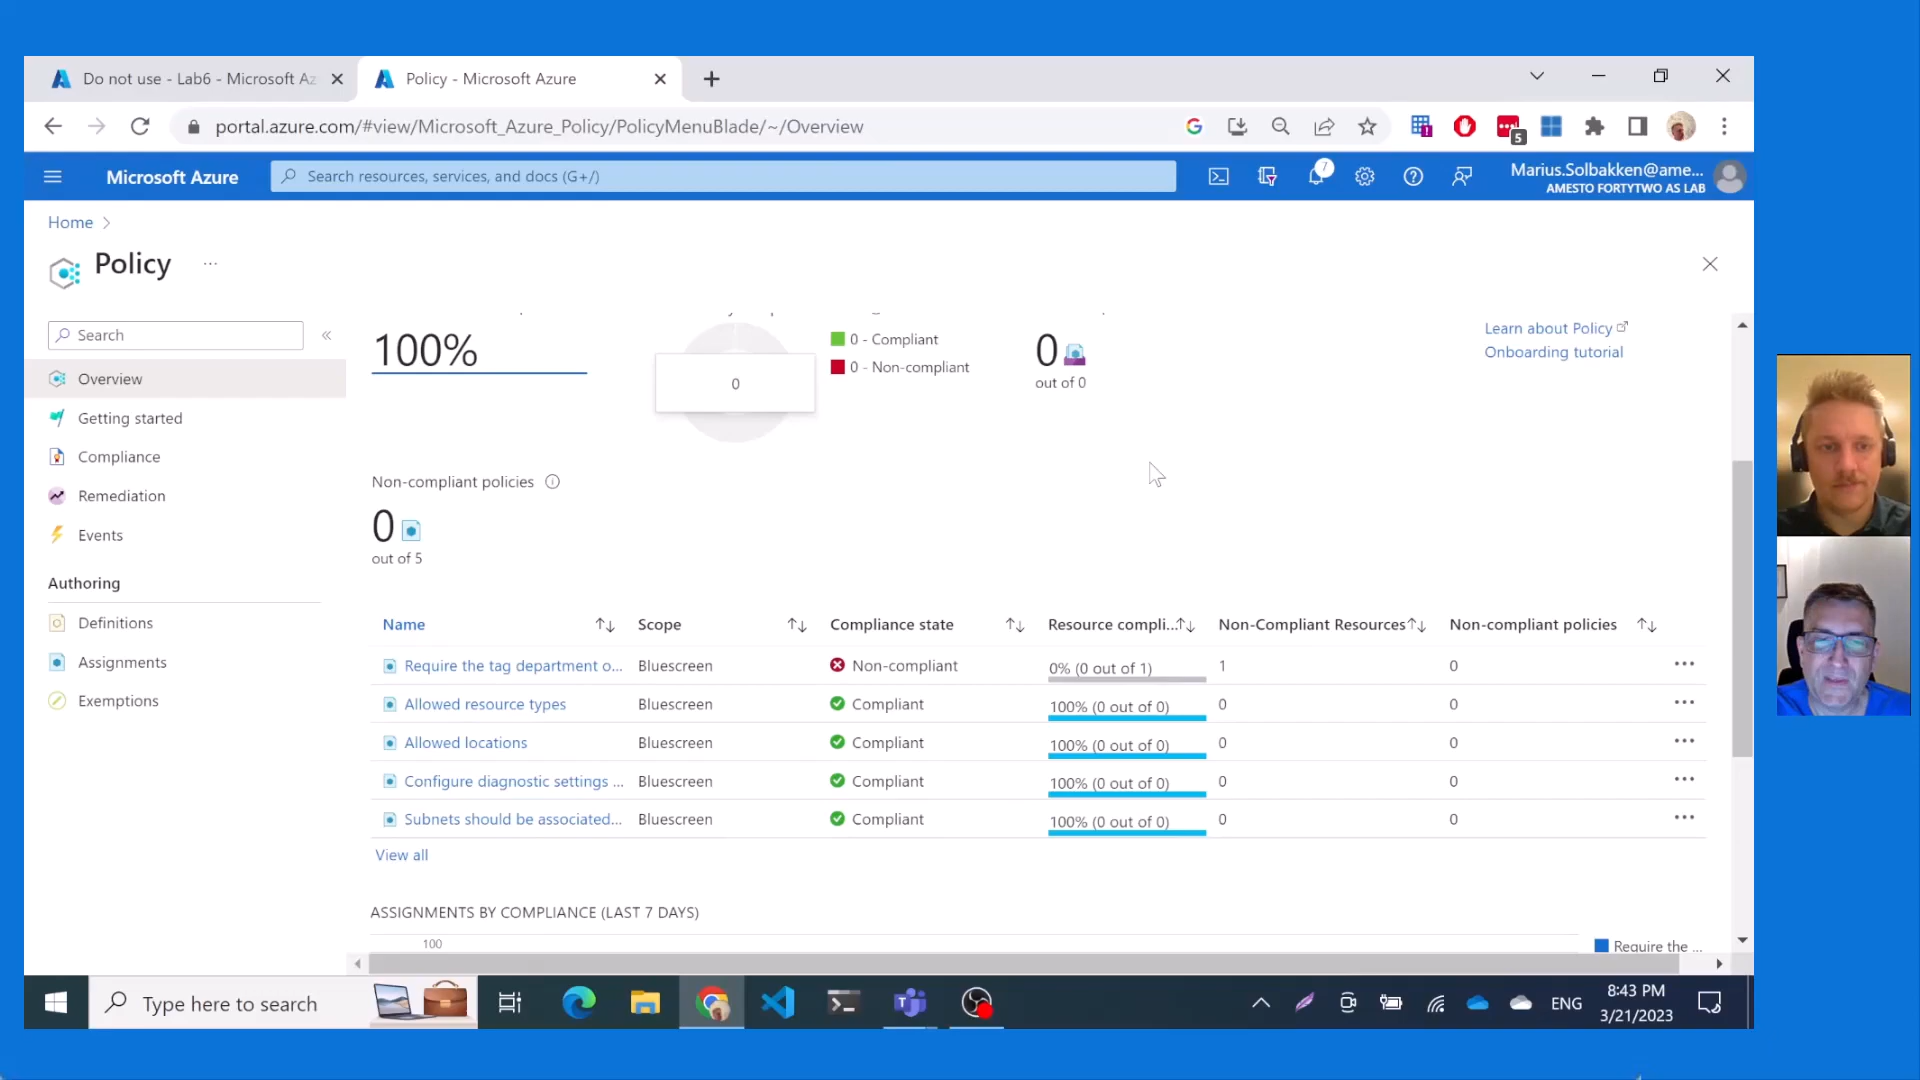 Do not use - Lab6 - Microsoft Az
Policy - Microsoft Azure
portal.azure.com/#view/Microsoft_Azure_Policy/PolicyMenuBlade/~/Overview
5
Microsoft Azure
Search resources, services, and docs (G+/)
7
Marius.Solbakken@ame...
AMESTO FORTYTWO AS LAB
Home
Policy
...
Search
«
Overview
Getting started
Compliance
Remediation
Events
Authoring
Definitions
Assignments
Exemptions
100%
0
0 - Compliant
0 - Non-compliant
0
out of 0
Learn about Policy
Onboarding tutorial
Non-compliant policies
0
out of 5
Name Scope Compliance state Resource compli... Non-Compliant Resources Non-compliant policies
Require the tag department o... Bluescreen Non-compliant 0% (0 out of 1) 1 0 ...
Allowed resource types Bluescreen Compliant 100% (0 out of 0) 0 0 ...
Allowed locations Bluescreen Compliant 100% (0 out of 0) 0 0 ...
Configure diagnostic settings ... Bluescreen Compliant 100% (0 out of 0) 0 0 ...
Subnets should be associated... Bluescreen Compliant 100% (0 out of 0) 0 0 ...
View all
ASSIGNMENTS BY COMPLIANCE (LAST 7 DAYS)
100
Require the ...
Type here to search
ENG
8:43 PM
3/21/2023